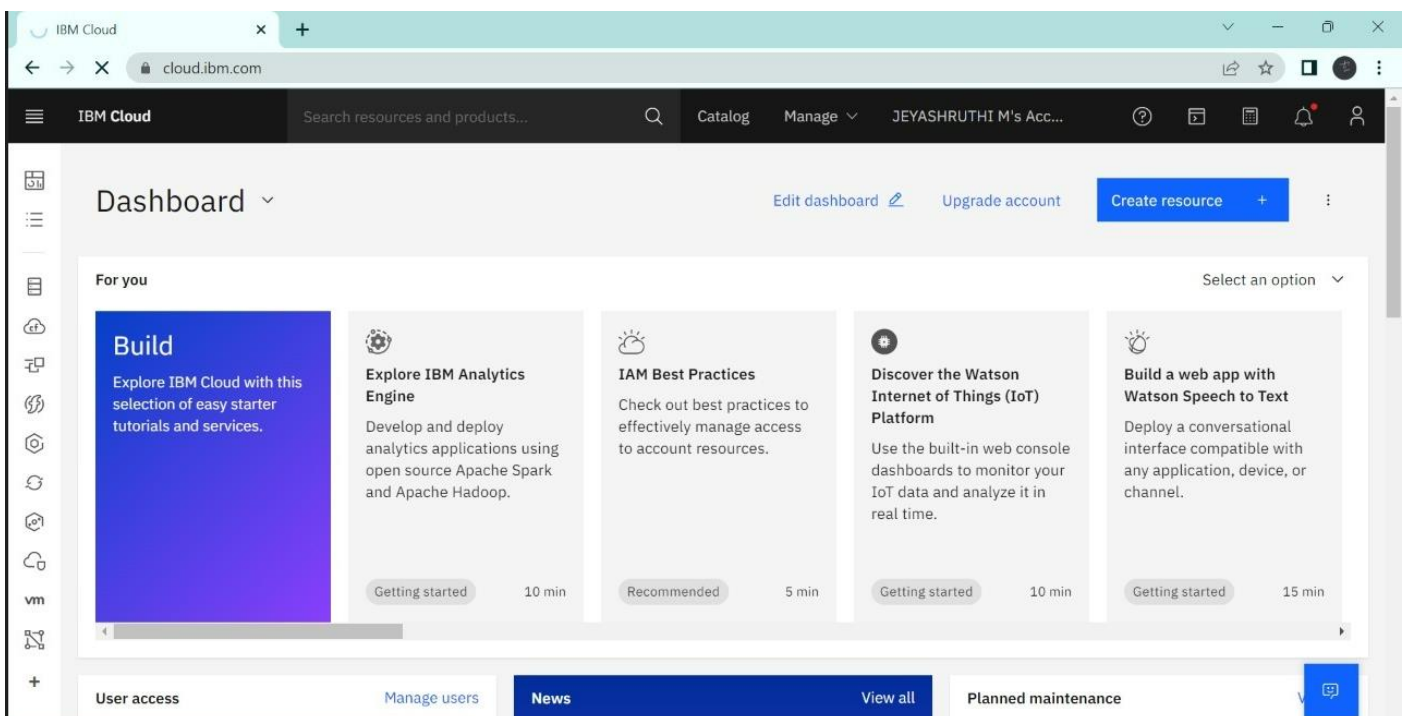 IBM Cloud
cloud.ibm.com
IBM Cloud
Search resources and products...
Catalog
Manage
JEYASHRUTHI M's Acc...
Dashboard
Edit dashboard
Upgrade account
Create resource +
For you
Select an option
Build
Explore IBM Cloud with this
selection of easy starter
tutorials and services.
Explore IBM Analytics
Engine
Develop and deploy
analytics applications using
open source Apache Spark
and Apache Hadoop.
Getting started
10 min
IAM Best Practices
Check out best practices to
effectively manage access
to account resources.
Recommended
5 min
Discover the Watson
Internet of Things (IoT)
Platform
Use the built-in web console
dashboards to monitor your
IoT data and analyze it in
real time.
Getting started
10 min
Build a web app with
Watson Speech to Text
Deploy a conversational
interface compatible with
any application, device, or
channel.
Getting started
15 min
cf
vm
User access
Manage users
News
View all
Planned maintenance